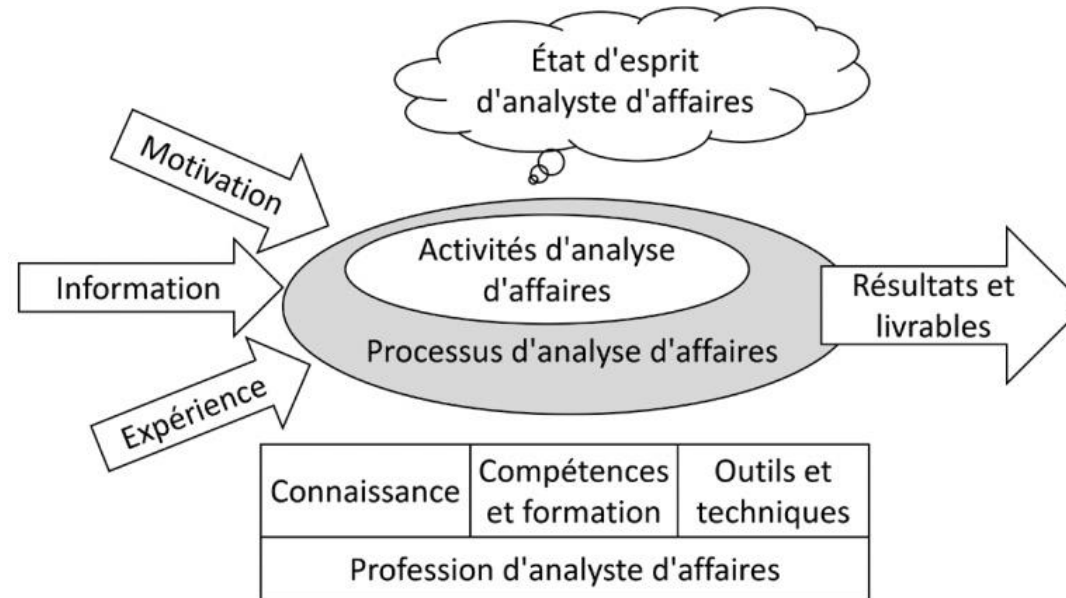 État d'esprit
d'analyste d'affaires
Motivation
Information
Expérience
Activités d'analyse
d'affaires
Processus d'analyse d'affaires
Résultats et
livrables
Connaissance
Compétences
et formation
Outils et
techniques
Profession d'analyste d'affaires